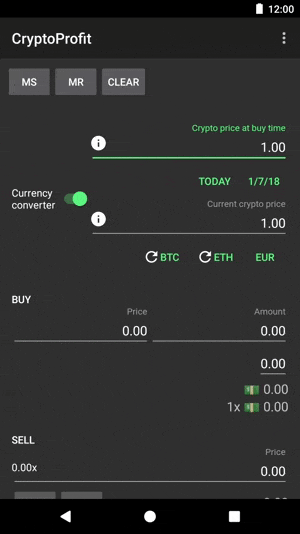 12:00
CryptoProfit
MS MR CLEAR
Crypto price at buy time
1.00
TODAY 1/7/18
Currency
converter
Current crypto price
1.00
BTC ETH EUR
BUY
Price Amount
0.00 0.00
0.00
0.00
1x 0.00
SELL
Price
0.00x 0.00